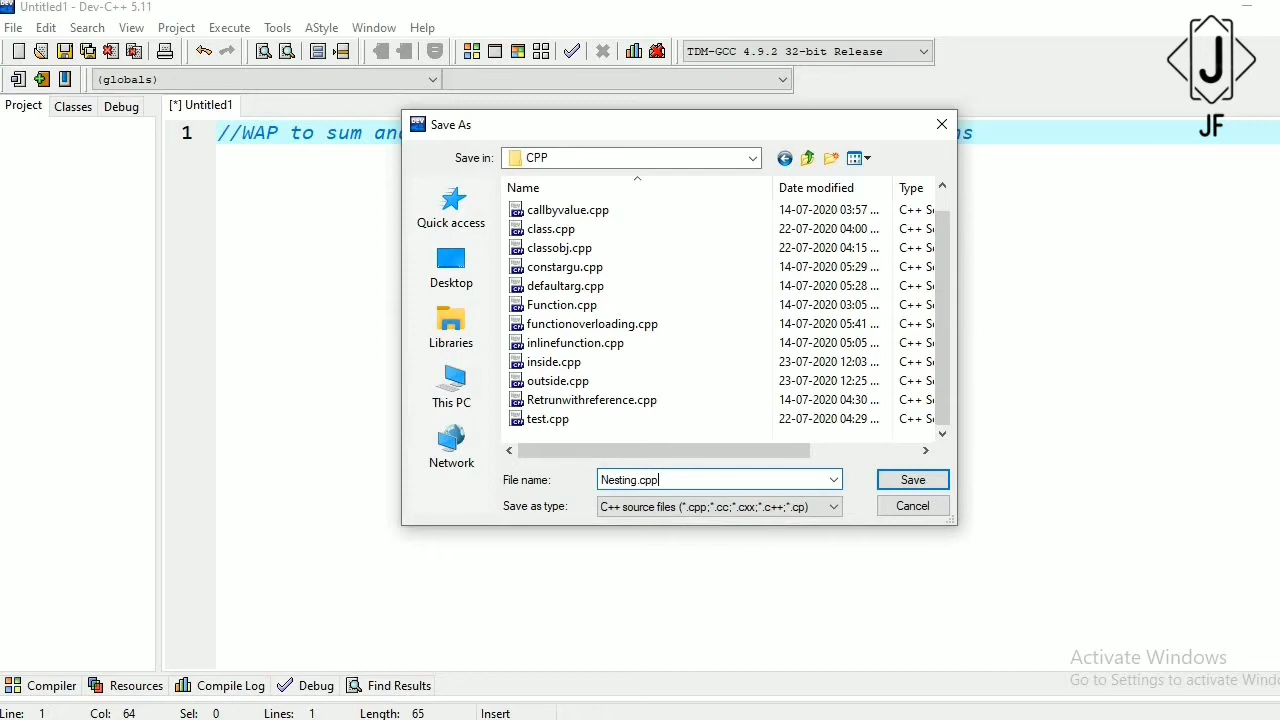 Untitled1 - Dev-C++ 5.11
File Edit Search View Project Execute Tools AStyle Window Help
TDM-GCC 4.9.2 32-bit Release
(globals)
Project Classes Debug [*] Untitled1
1 //WAP to sum
J
JF
Save As
Save in: CPP
Name Date modified Type
callbyvalue.cpp 14-07-2020 03:57 ... C++
class.cpp 22-07-2020 04:00 ... C++
classobj.cpp 22-07-2020 04:15 ... C++
constargu.cpp 14-07-2020 05:29 ... C++
defaultarg.cpp 14-07-2020 05:28 ... C++
Function.cpp 14-07-2020 03:05 ... C++
functionoverloading.cpp 14-07-2020 05:41 ... C++
inlinefunction.cpp 14-07-2020 05:05 ... C++
inside.cpp 23-07-2020 12:03 ... C++
outside.cpp 23-07-2020 12:25 ... C++
Retrunwithreference.cpp 14-07-2020 04:30 ... C++
test.cpp 22-07-2020 04:29 ... C++
Quick access
Desktop
Libraries
This PC
Network
File name: Nesting.cpp Save
Save as type: C++ source files (*.cpp;*.cc;*.cxx;*.c++;*.cp) Cancel
Activate Windows
Go to Settings to activate
Compiler Resources Compile Log Debug Find Results
Line: 1 Col: 64 Sel: 0 Lines: 1 Length: 65 Insert